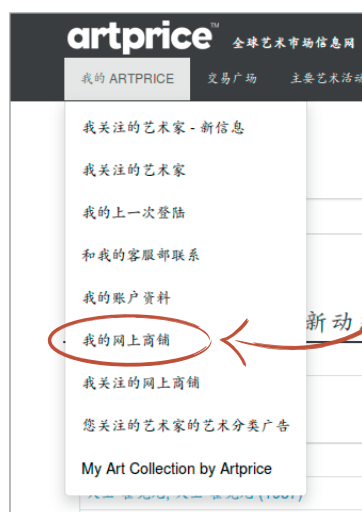 artprice™ 全球艺术市场信息网
我的 ARTPRICE 交易广场 主要艺术活动
我关注的艺术家 - 新信息
我关注的艺术家
我的上一次登陆
和我的客服部联系
我的账户资料
我的网上商铺
新动
我关注的网上商铺
您关注的艺术家的艺术分类广告
My Art Collection by Artprice